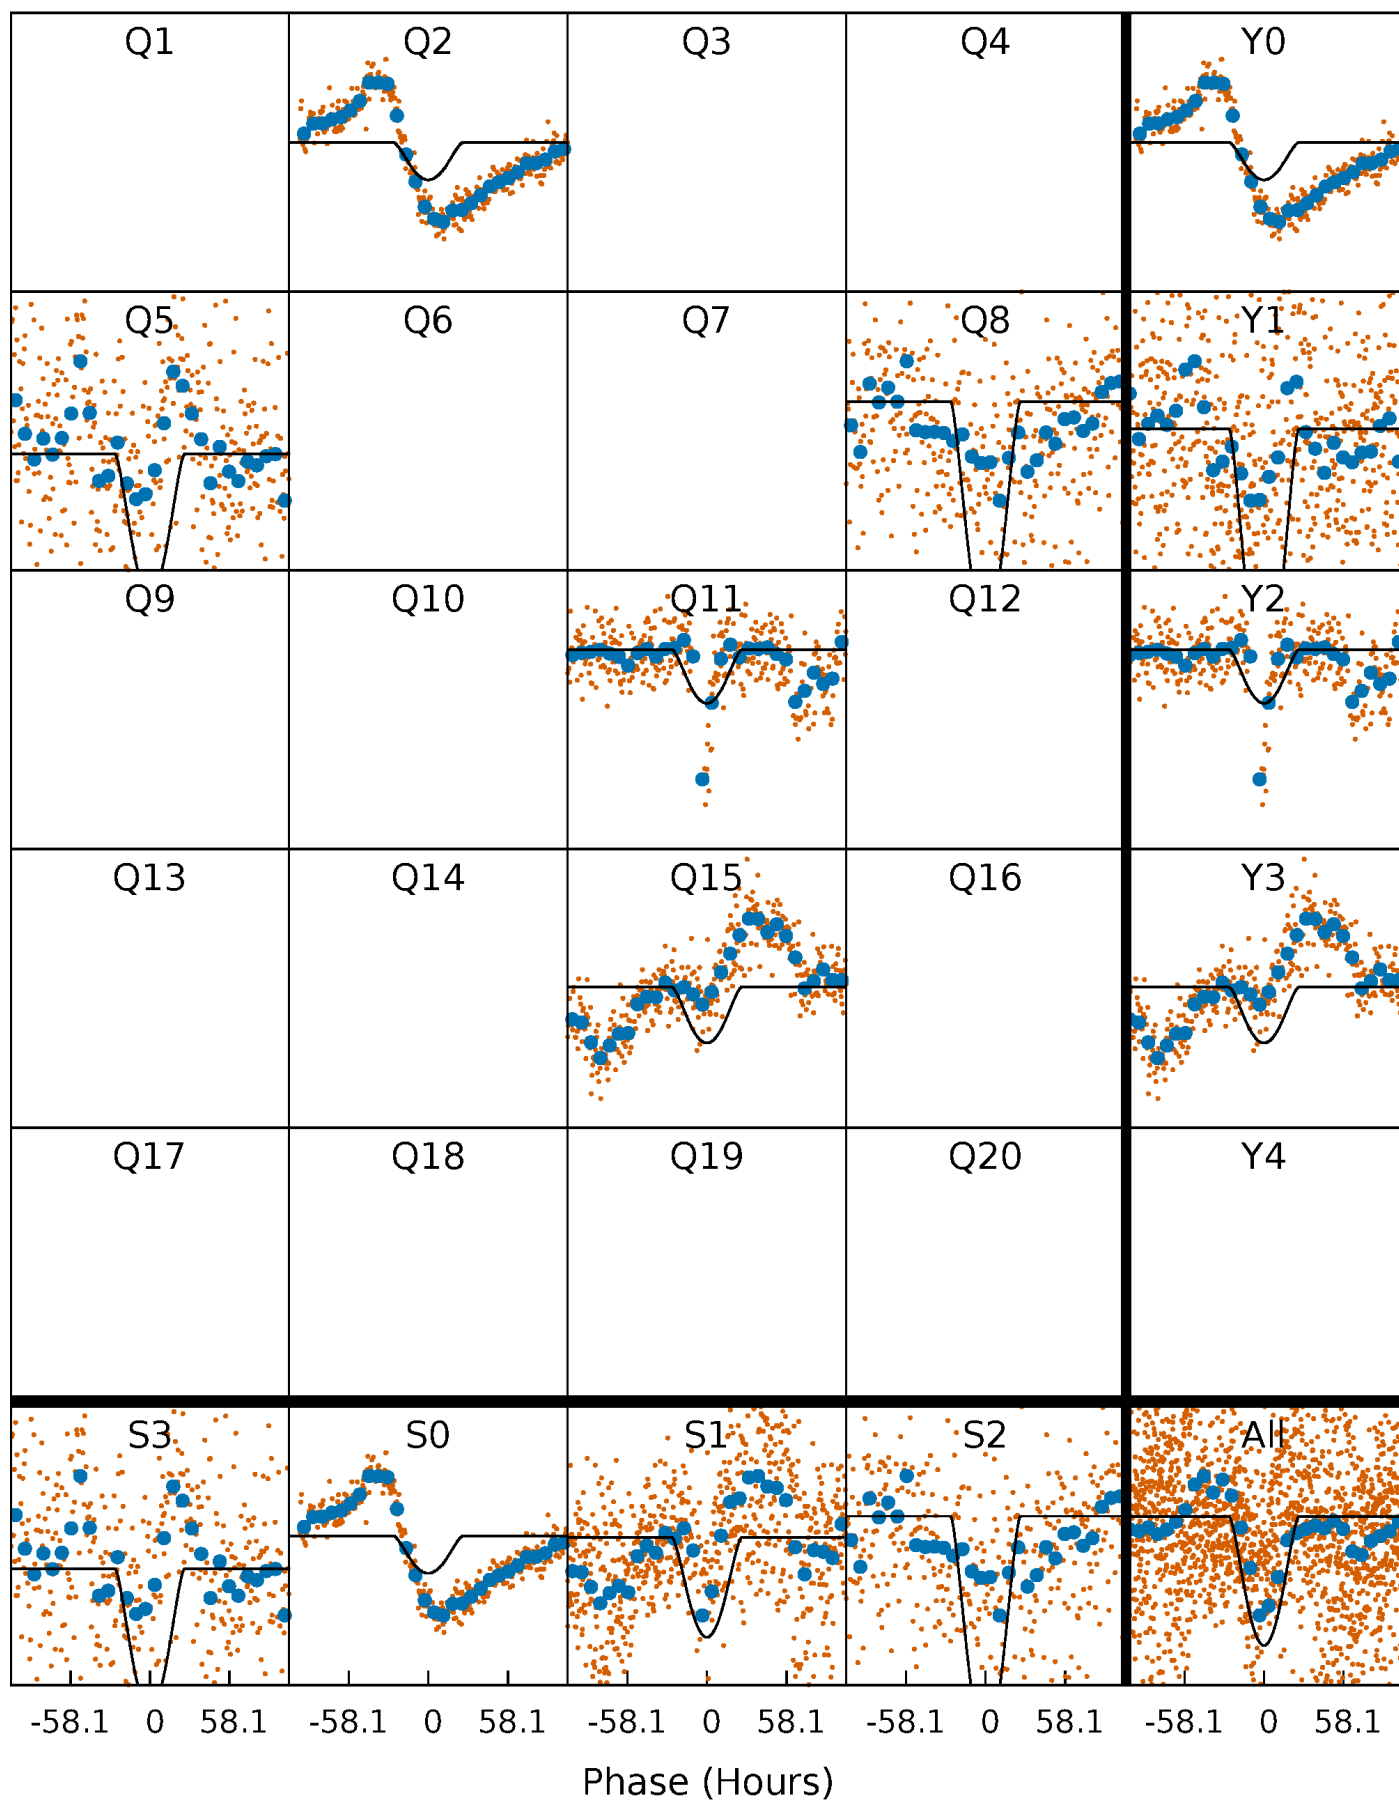 Q1 Q2 Q3 Q4 Y0
Q5 Q6 Q7 Q8 Y1
Q9 Q10 Q11 Q12 Y2
Q13 Q14 Q15 Q16 Y3
Q17 Q18 Q19 Q20 Y4
S3 S0 S1 S2 All
-58.1 0 58.1 -58.1 0 58.1 -58.1 0 58.1 -58.1 0 58.1 -58.1 0 58.1
Phase (Hours)